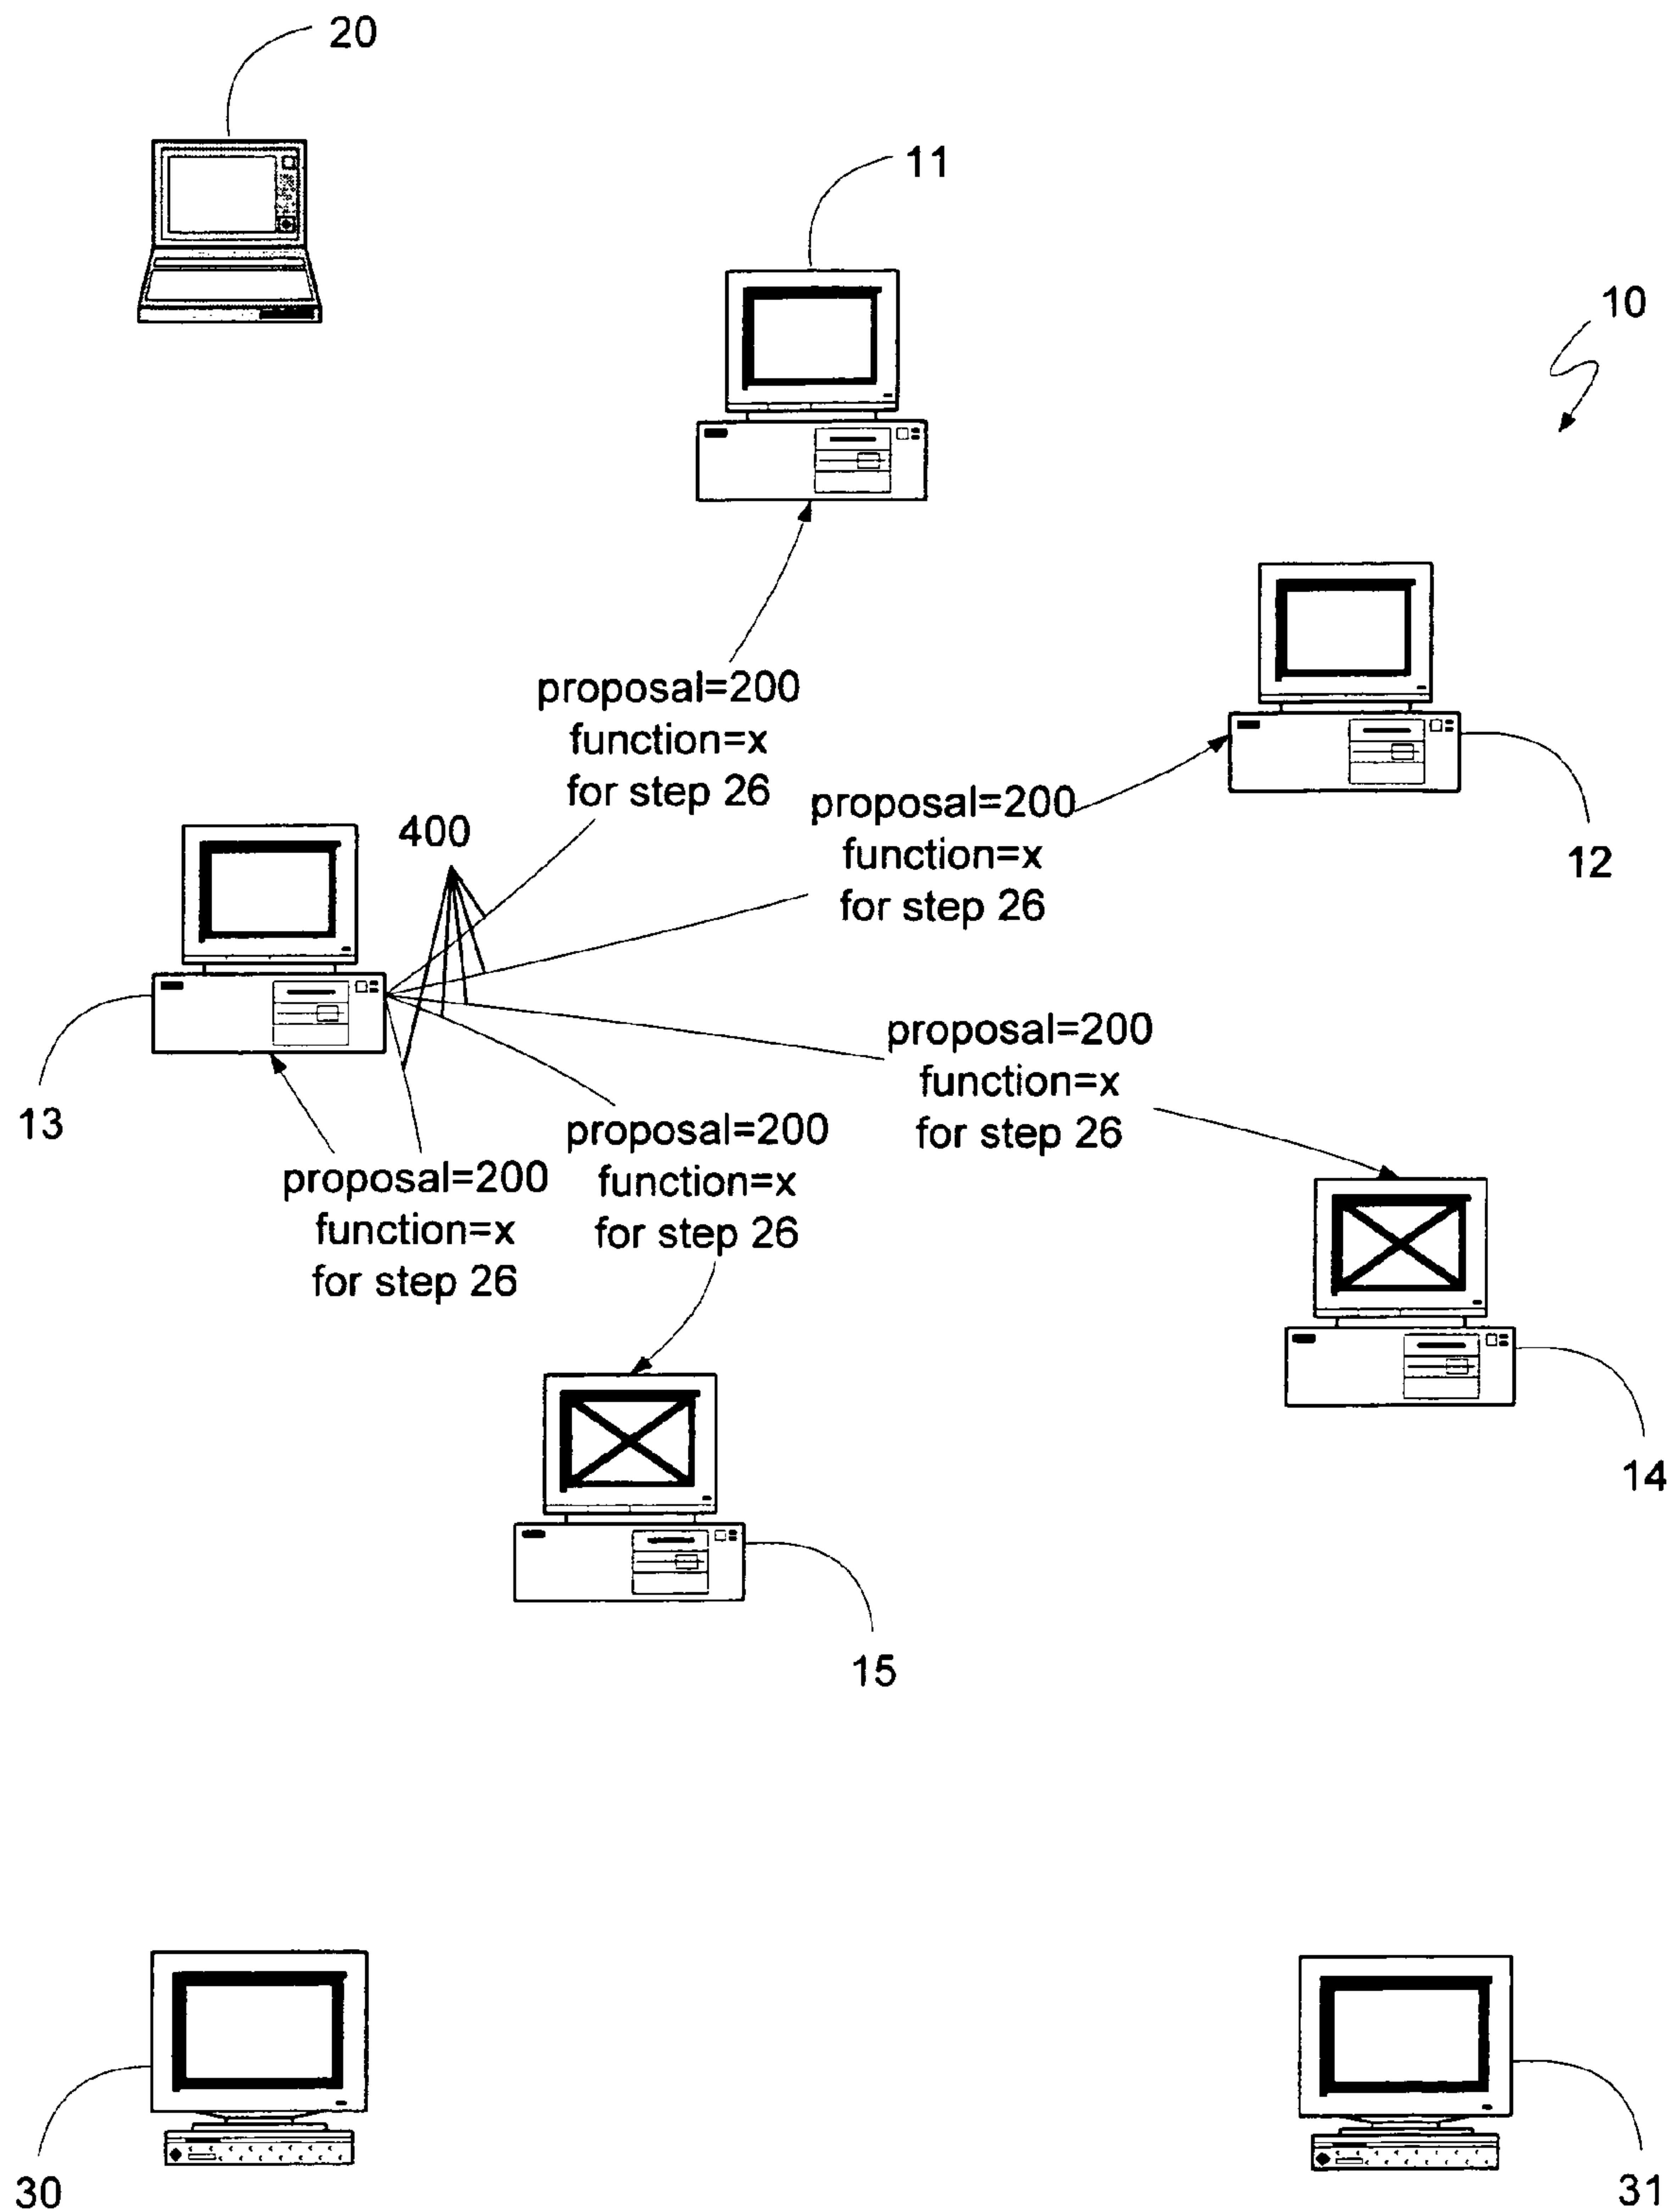 20
11
10
proposal=200
function=x
for step 26
proposal=200
function=x
for step 26
12
400
13
proposal=200
function=x
for step 26
proposal=200
function=x
for step 26
proposal=200
function=x
for step 26
14
15
30
31